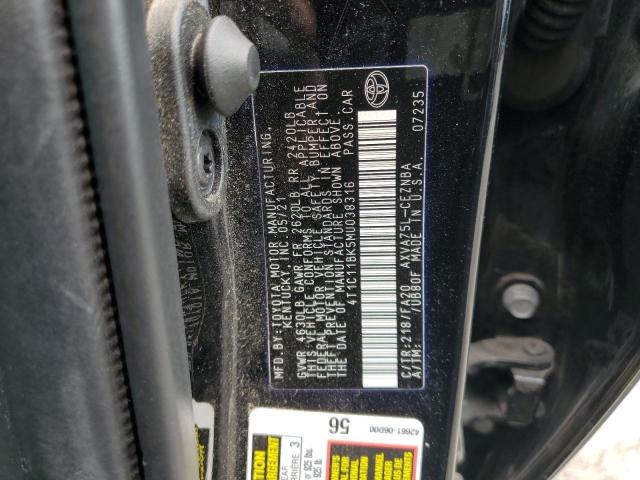 MFD.BY:TOYOTA MOTOR MANUFACTURING,
KENTUCKY, INC. 05/21
GVWR 4630LB GAWR FR 2620LB RR 2420LB
THIS VEHICLE CONFORMS TO ALL APPLICABLE
FEDERAL MOTOR VEHICLE SAFETY, BUMPER AND
THEFT PREVENTION STANDARDS IN EFFECT ON
THE DATE OF MANUFACTURE SHOWN ABOVE.
4T1C11BK5MU038316 PASS.CAR
C/TR:218/FA20 AXVA75L-CEZNBA
A/TM: /UB80F MADE IN U.S.A. 07235
56
42661-06D00